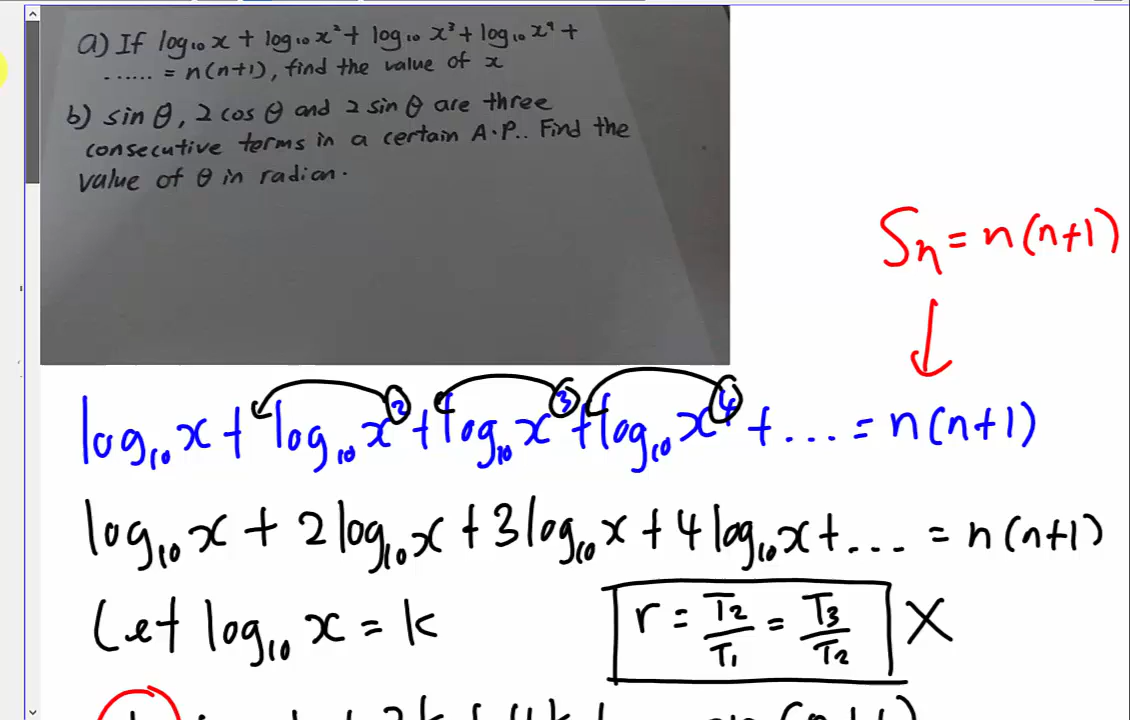 a) If log₁₀ x + log₁₀ x² + log₁₀ x³ + log₁₀ x⁴ +
...... = n(n+1), find the value of x
b) sin θ, 2 cos θ and 2 sin θ are three
consecutive terms in a certain A.P.. Find the
value of θ in radian.
Sn = n(n+1)
log₁₀ x + log₁₀ x² + log₁₀ x³ + log₁₀ x⁴ + ... = n(n+1)
log₁₀ x + 2 log₁₀ x + 3 log₁₀ x + 4 log₁₀ x + ... = n(n+1)
Let log₁₀ x = k
r = T₂/T₁ = T₃/T₂ X